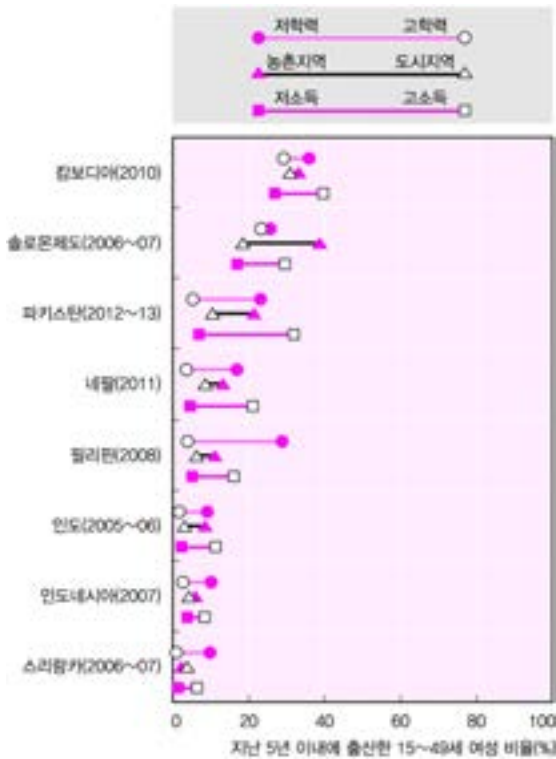 저학력 고학력
농촌지역 도시지역
저소득 고소득
캄보디아(2010)
솔로몬제도(2006~07)
파키스탄(2012~13)
네팔(2011)
필리핀(2008)
인도(2005~06)
인도네시아(2007)
스리랑카(2006~07)
0 20 40 60 80 100
지난 5년 이내에 출산한 15~49세 여성 비율(%)